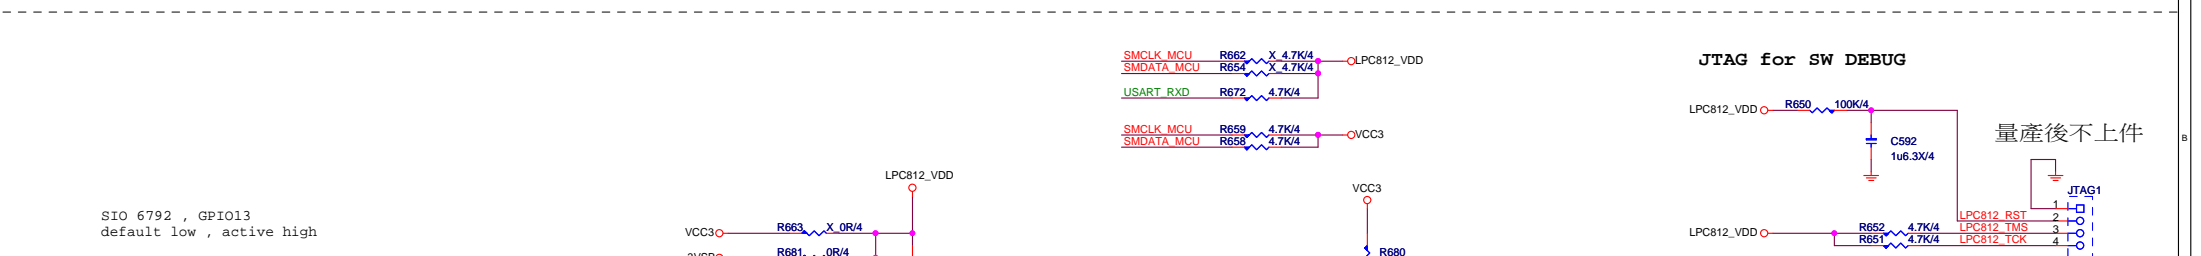 SMCLK_MCU R662 X_4.7K/4 LPC812_VDD
SMDATA_MCU R654 X_4.7K/4
USART_RXD R672 4.7K/4
SMCLK_MCU R659 4.7K/4 VCC3
SMDATA_MCU R658 4.7K/4
JTAG for SW DEBUG
LPC812_VDD R650 100K/4
量產後不上件
B
C592
1u6.3X/4
LPC812_VDD
VCC3
JTAG1
SIO 6792 , GPIO13
default low , active high
VCC3 R663 X_0R/4
R681 0R/4
R680
1
LPC812_RST 2
LPC812_VDD R652 4.7K/4 LPC812_TMS 3
R651 4.7K/4 LPC812_TCK 4